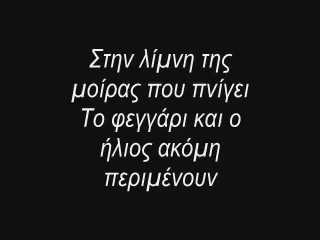 Στην λίμνη της
μοίρας που πνίγει
Το φεγγάρι και ο
ήλιος ακόμη
περιμένουν